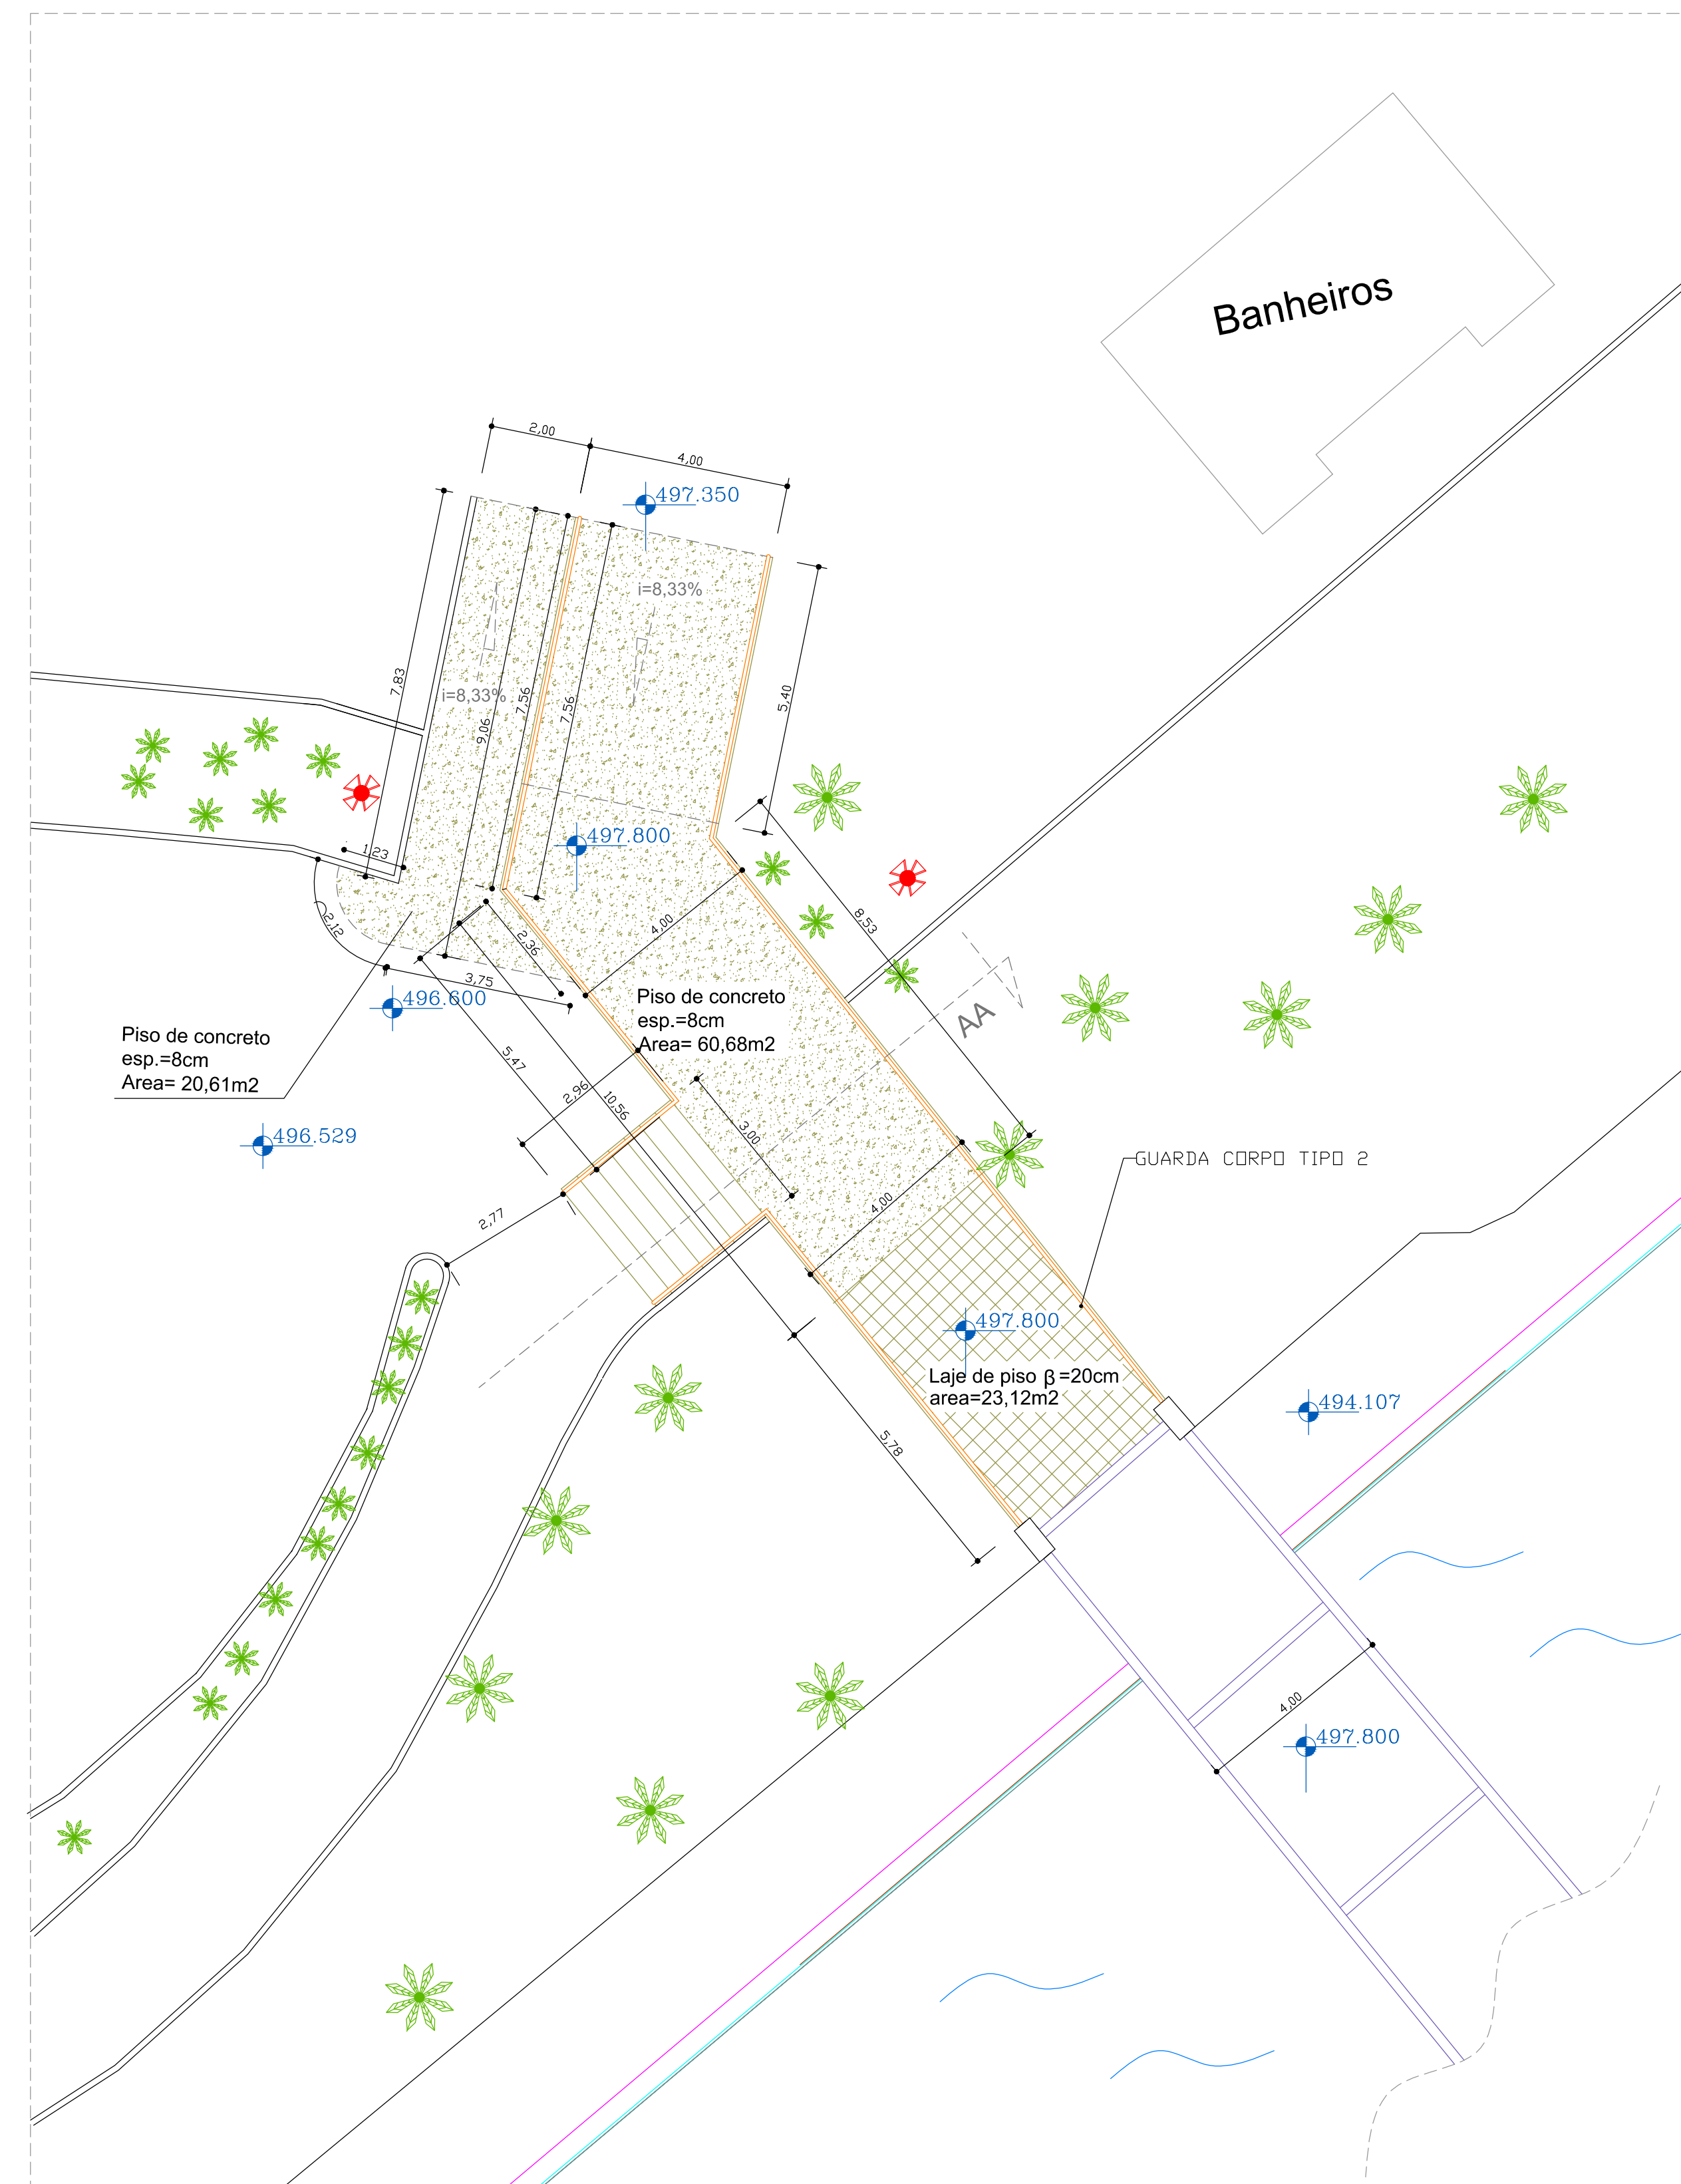 Banheiros
2,00
4,00
497.350
i=8,33%
i=8,33%
7,83
9,06
7,56
7,56
5,40
497.800
1,23
2,12
2,36
4,00
8,53
3,75
496.600
Piso de concreto
esp.=8cm
Area= 60,68m2
AA
Piso de concreto
esp.=8cm
Area= 20,61m2
5,47
2,96
10,56
3,00
496.529
GUARDA CORPO TIPO 2
4,00
2,77
497.800
Laje de piso β=20cm
area=23,12m2
494.107
5,78
4,00
497.800